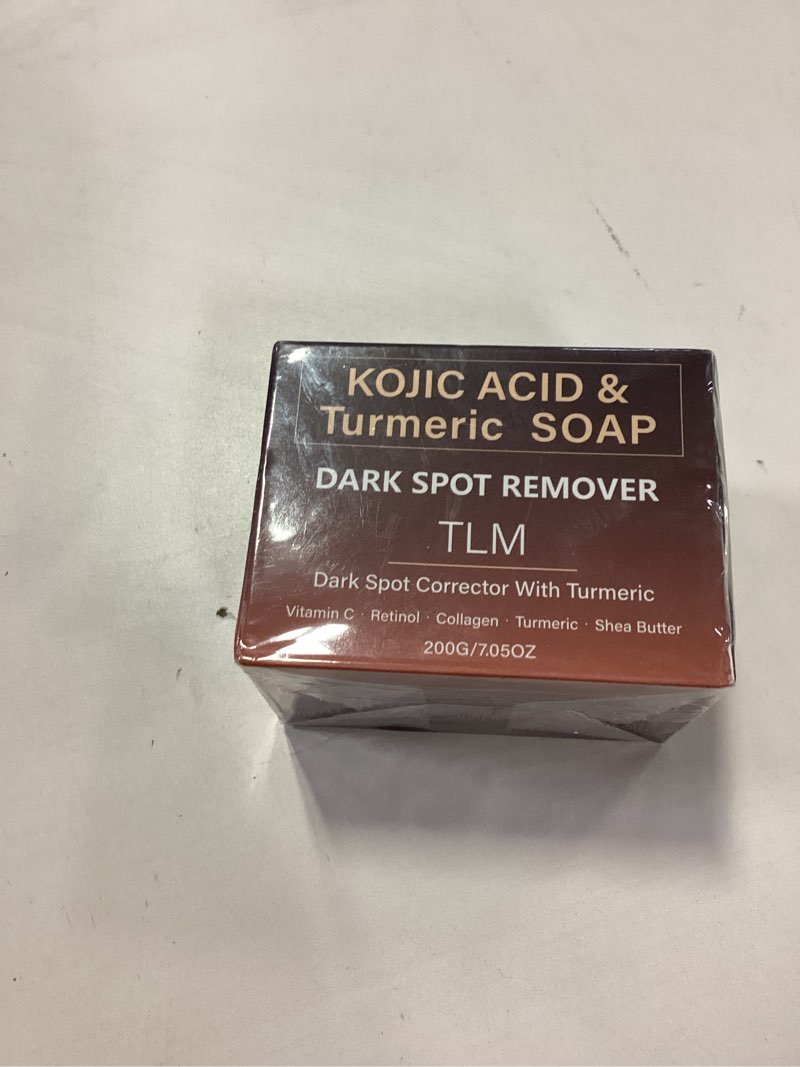 KOJIC ACID &
Turmeric SOAP
DARK SPOT REMOVER
TLM
Dark Spot Corrector With Turmeric
Vitamin C · Retinol · Collagen · Turmeric · Shea Butter
200G/7.05OZ